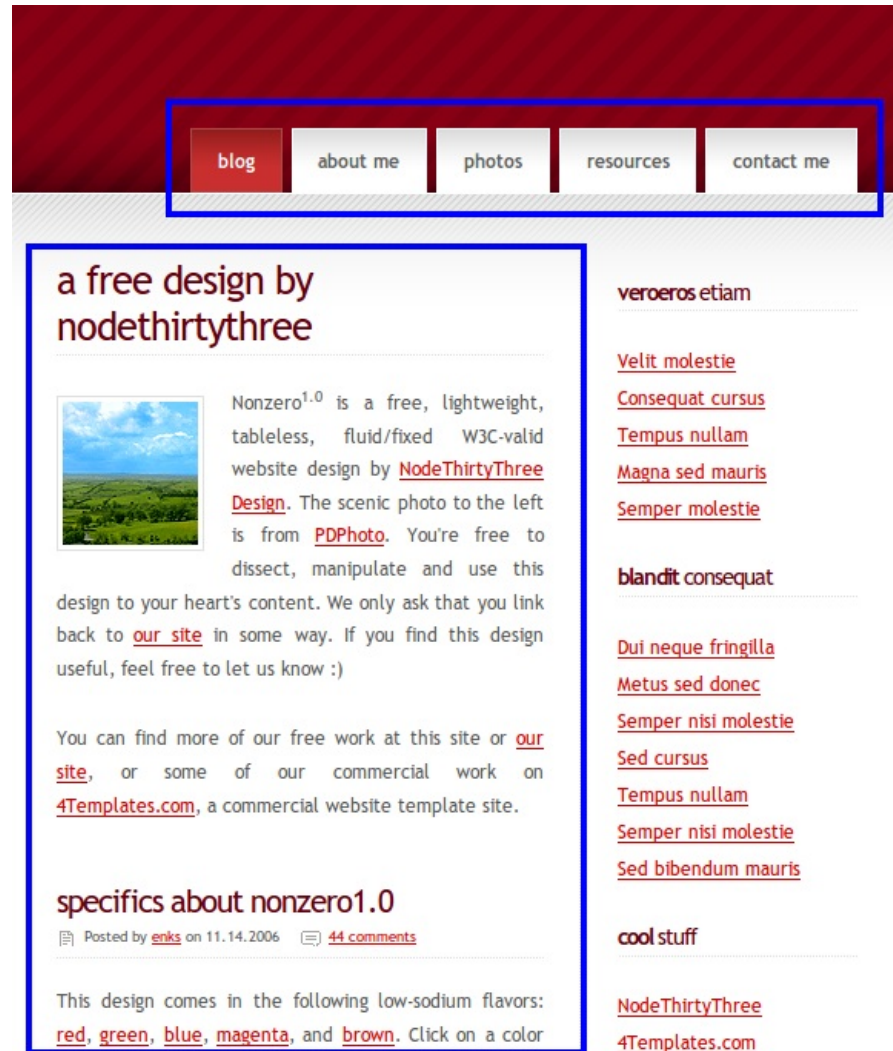 blog about me photos resources contact me
a free design by
nodethirtythree
Nonzero1.0 is a free, lightweight,
tableless, fluid/fixed W3C-valid
website design by NodeThirtyThree
Design. The scenic photo to the left
is from PDPhoto. You're free to
dissect, manipulate and use this
design to your heart's content. We only ask that you link
back to our site in some way. If you find this design
useful, feel free to let us know :)
You can find more of our free work at this site or our
site, or some of our commercial work on
4Templates.com, a commercial website template site.
specifics about nonzero1.0
Posted by enks on 11.14.2006 44 comments
This design comes in the following low-sodium flavors:
red, green, blue, magenta, and brown. Click on a color
veroeros etiam
Velit molestie
Consequat cursus
Tempus nullam
Magna sed mauris
Semper molestie
blandit consequat
Dui neque fringilla
Metus sed donec
Semper nisi molestie
Sed cursus
Tempus nullam
Semper nisi molestie
Sed bibendum mauris
cool stuff
NodeThirtyThree
4Templates.com